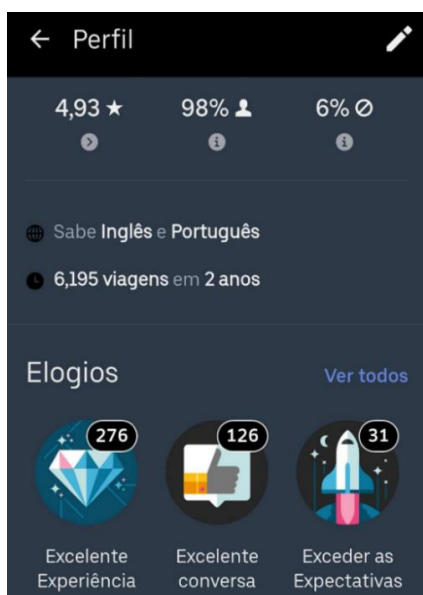 Perfil
4,93 ★ 98% 6%
Sabe Inglês e Português
6,195 viagens em 2 anos
Elogios Ver todos
276 126 31
Excelente Excelente Exceder as
Experiência conversa Expectativas